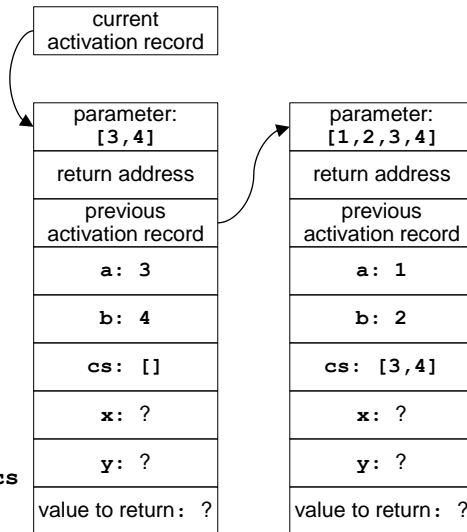 current
activation record
parameter:
[3,4]
return address
previous
activation record
a: 3
b: 4
cs: []
x: ?
y: ?
value to return: ?
parameter:
[1,2,3,4]
return address
previous
activation record
a: 1
b: 2
cs: [3,4]
x: ?
y: ?
value to return: ?
cs